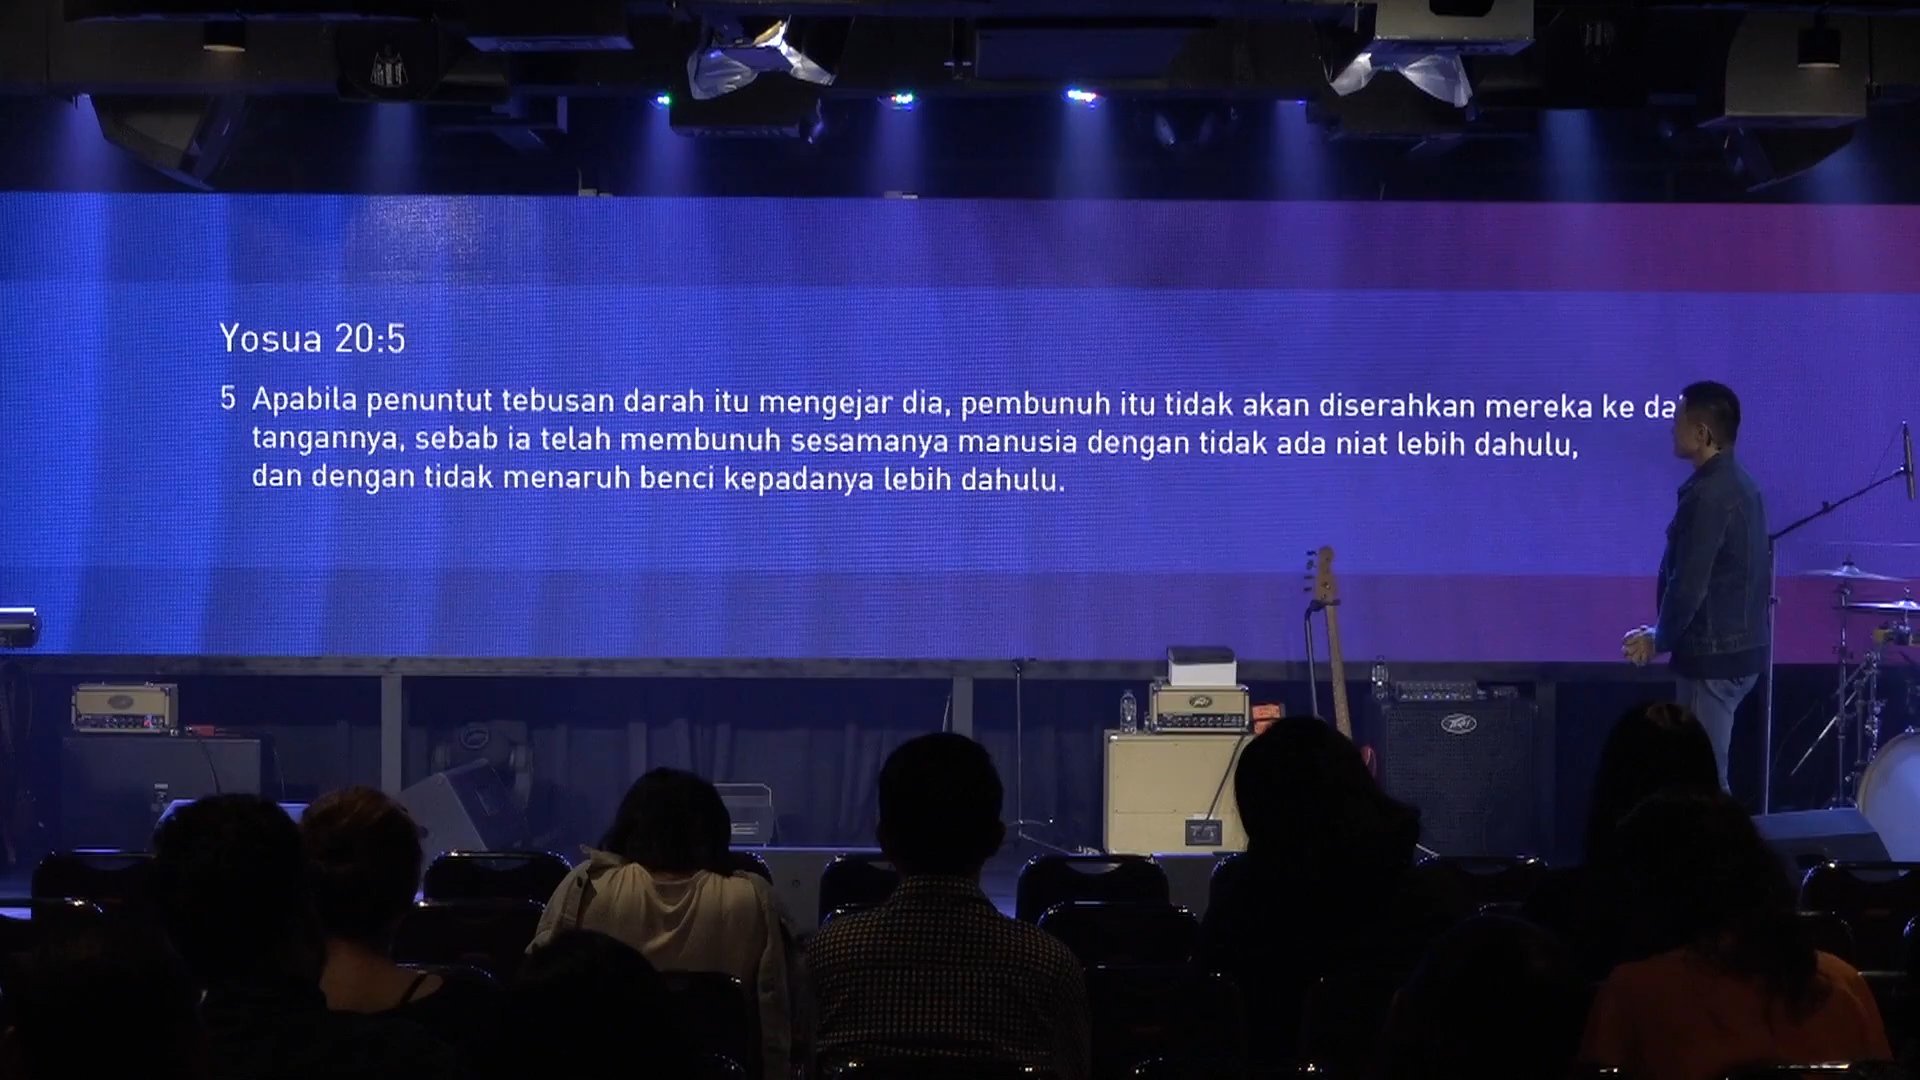 Yosua 20:5
5 Apabila penuntut tebusan darah itu mengejar dia, pembunuh itu tidak akan diserahkan mereka ke
tangannya, sebab ia telah membunuh sesamanya manusia dengan tidak ada niat lebih dahulu,
dan dengan tidak menaruh benci kepadanya lebih dahulu.
PEAVEY